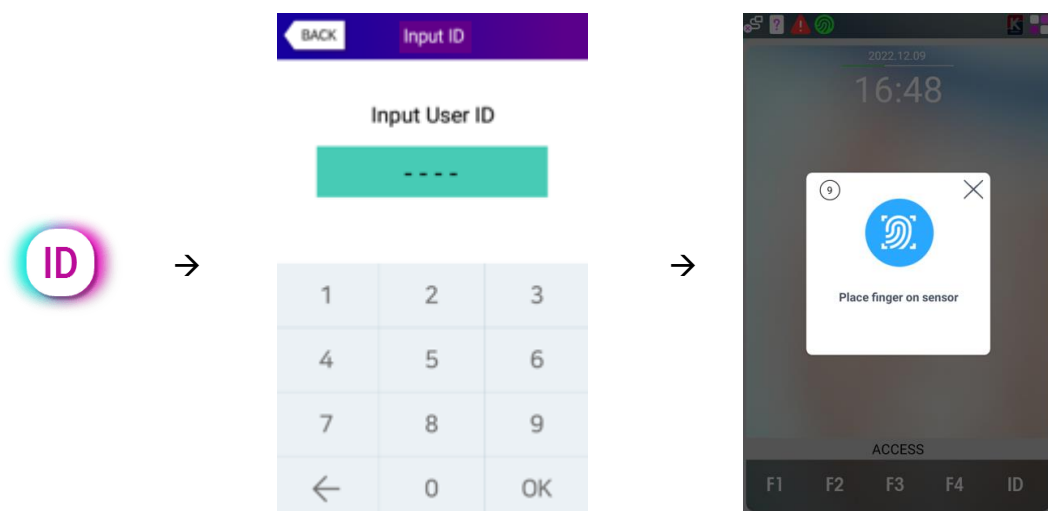 ID
→
BACK
Input ID
Input User ID
----
1 2 3
4 5 6
7 8 9
← 0 OK
→
?
!
K
2022.12.09
16:48
9
Place finger on sensor
ACCESS
F1 F2 F3 F4 ID